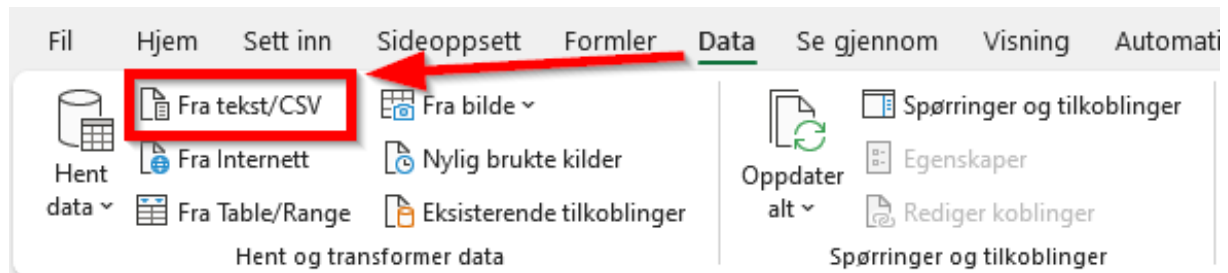 Fil Hjem Sett inn Sideoppsett Formler Data Se gjennom Visning Automati
Fra tekst/CSV
Fra Internett
Fra Table/Range
Hent
data
Fra bilde
Nylig brukte kilder
Eksisterende tilkoblinger
Hent og transformer data
Oppdater
alt
Spørringer og tilkoblinger
Egenskaper
Rediger koblinger
Spørringer og tilkoblinger